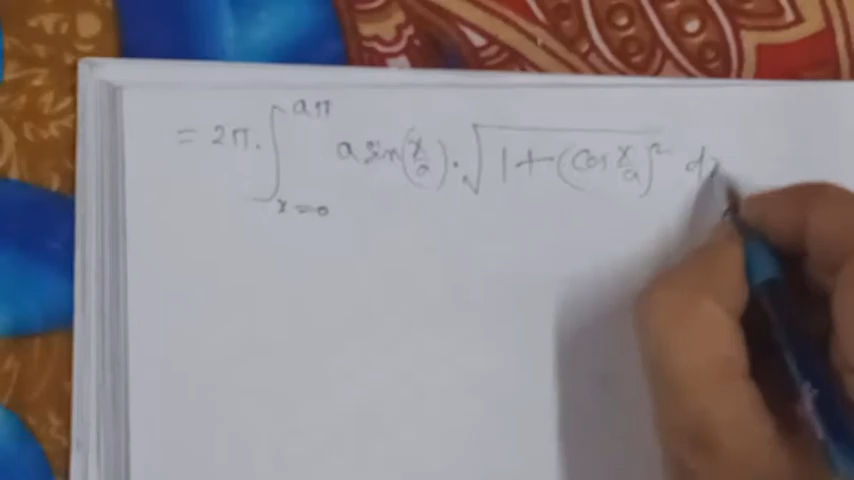 = 2π. ∫_{x=0}^{aπ} a sin(x/a) . √(1+(cos x/a)²) dx